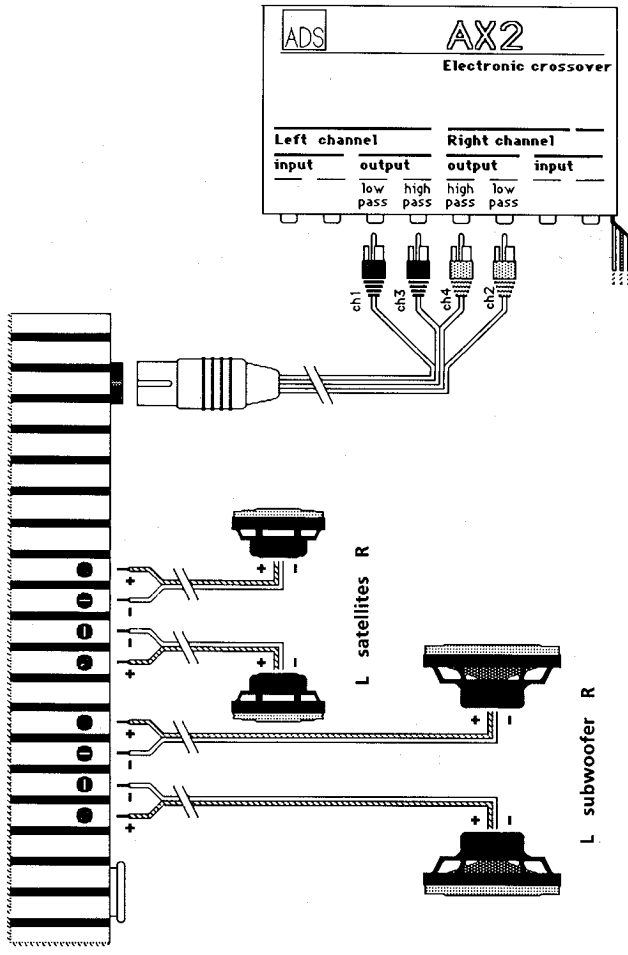 ADS
AX2
Electronic crossover
Left channel
Right channel
input
output
output
input
low pass
high pass
high pass
low pass
ch1
ch3
ch4
ch2
+
−
−
+
+
−
−
+
+ −
+ −
L satellites R
+ −
+ −
L subwoofer R